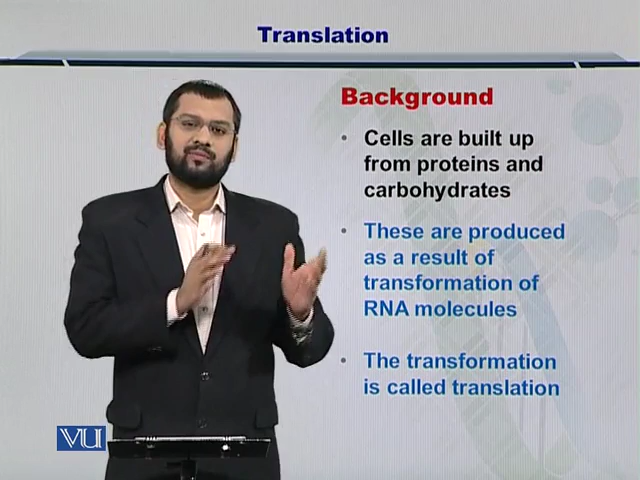 Translation
Background
• Cells are built up
from proteins and
carbohydrates
• These are produced
as a result of
transformation of
RNA molecules
• The transformation
is called translation
VU